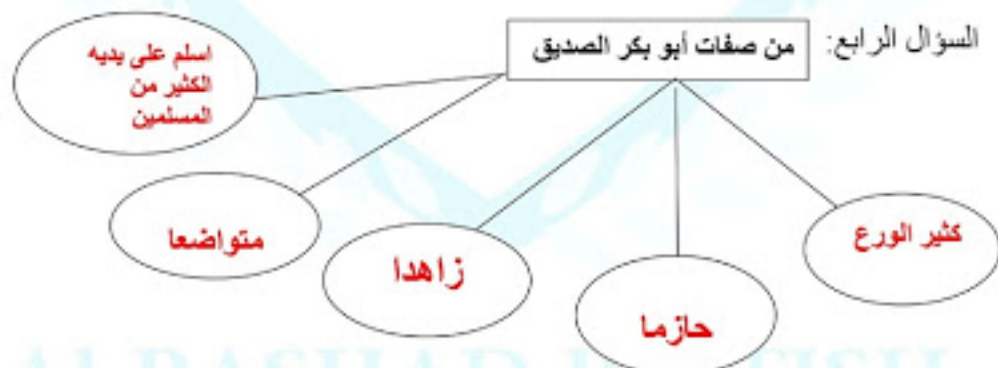 السؤال الرابع:
من صفات أبو بكر الصديق
اسلم على يديه
الكثير من
المسلمين
متواضعا
زاهدا
حازما
كثير الورع